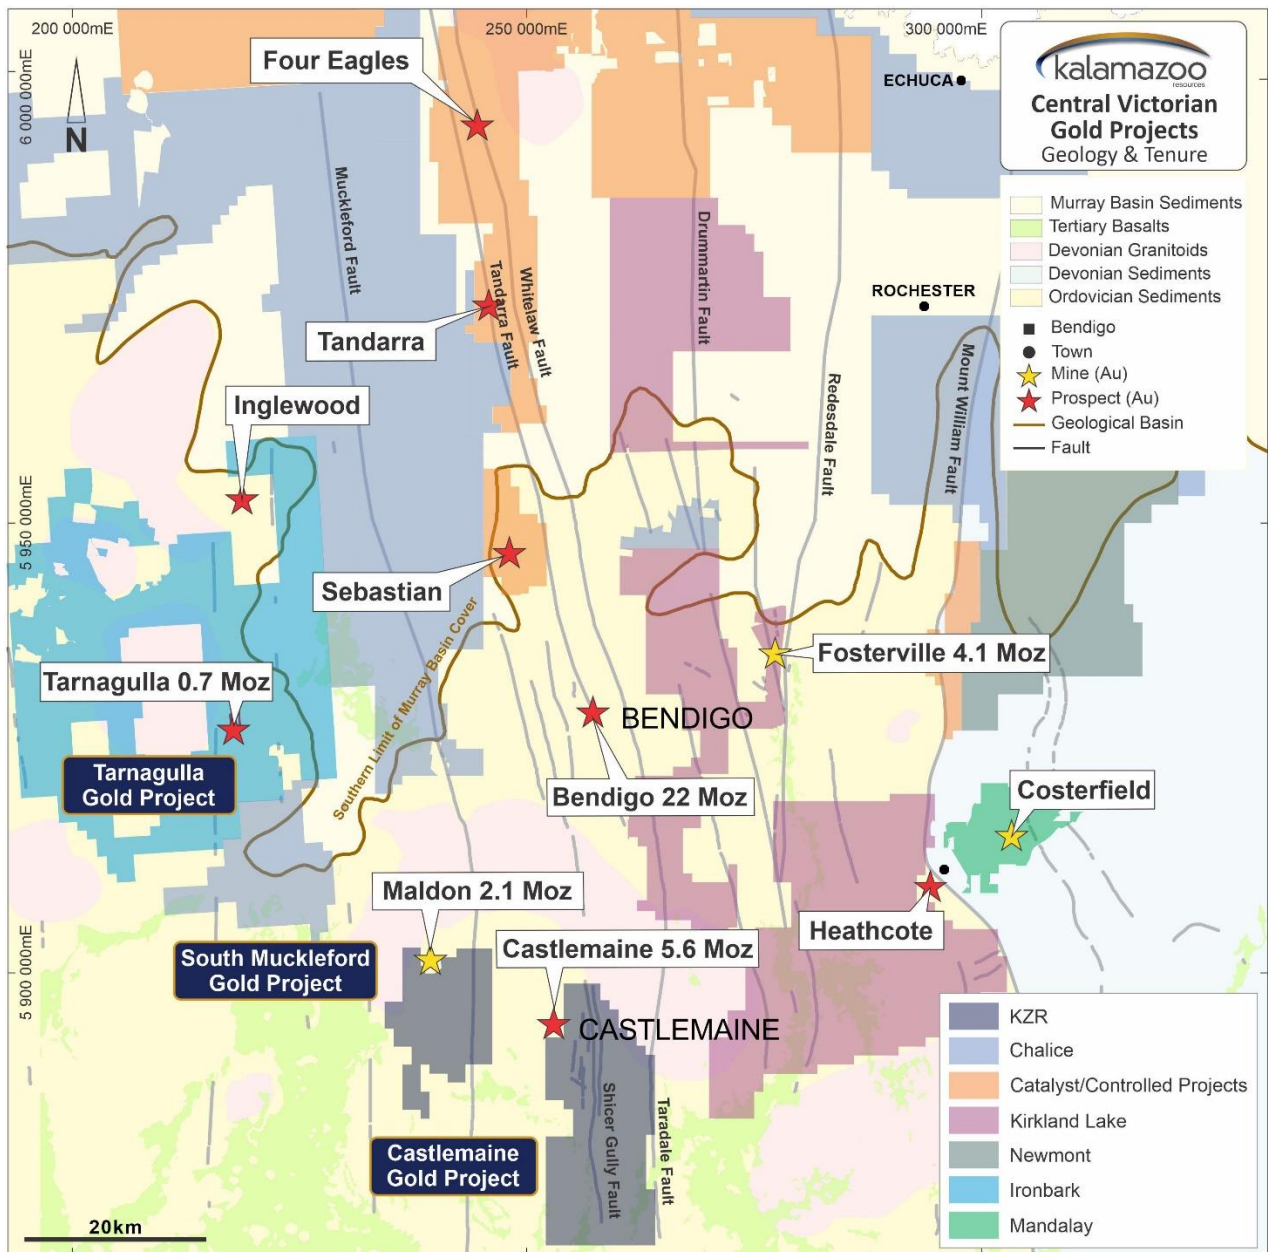 200 000mE
250 000mE
300 000mE
6 000 000mE
5 950 000mE
5 900 000mE
N
kalamazoo
resources
Central Victorian
Gold Projects
Geology & Tenure
Murray Basin Sediments
Tertiary Basalts
Devonian Granitoids
Devonian Sediments
Ordovician Sediments
Bendigo
Town
Mine (Au)
Prospect (Au)
Geological Basin
Fault
Four Eagles
ECHUCA
Muckleford Fault
Drummartin Fault
Tandarra Fault
Whitelaw Fault
ROCHESTER
Tandarra
Redesdale Fault
Mount William Fault
Inglewood
Sebastian
Southern Limit of Murray Basin Cover
Fosterville 4.1 Moz
Tarnagulla 0.7 Moz
BENDIGO
Tarnagulla
Gold Project
Bendigo 22 Moz
Costerfield
Maldon 2.1 Moz
Heathcote
Castlemaine 5.6 Moz
South Muckleford
Gold Project
CASTLEMAINE
Shicer Gully Fault
Taradale Fault
Castlemaine
Gold Project
20km
KZR
Chalice
Catalyst/Controlled Projects
Kirkland Lake
Newmont
Ironbark
Mandalay